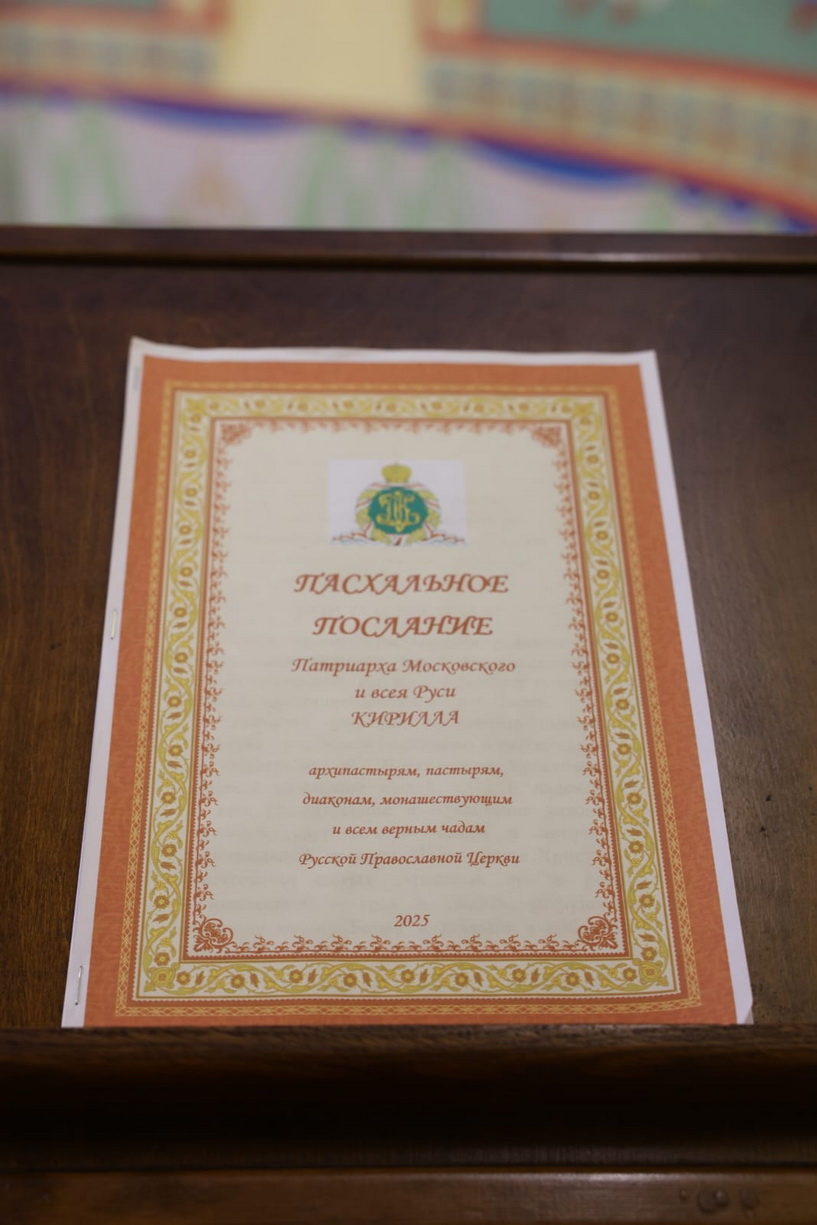 ПАСХАЛЬНОЕ
ПОСЛАНИЕ
Патриарха Московского
и всея Руси
КИРИЛЛА
архипастырям, пастырям,
диаконам, монашествующим
и всем верным чадам
Русской Православной Церкви
2025